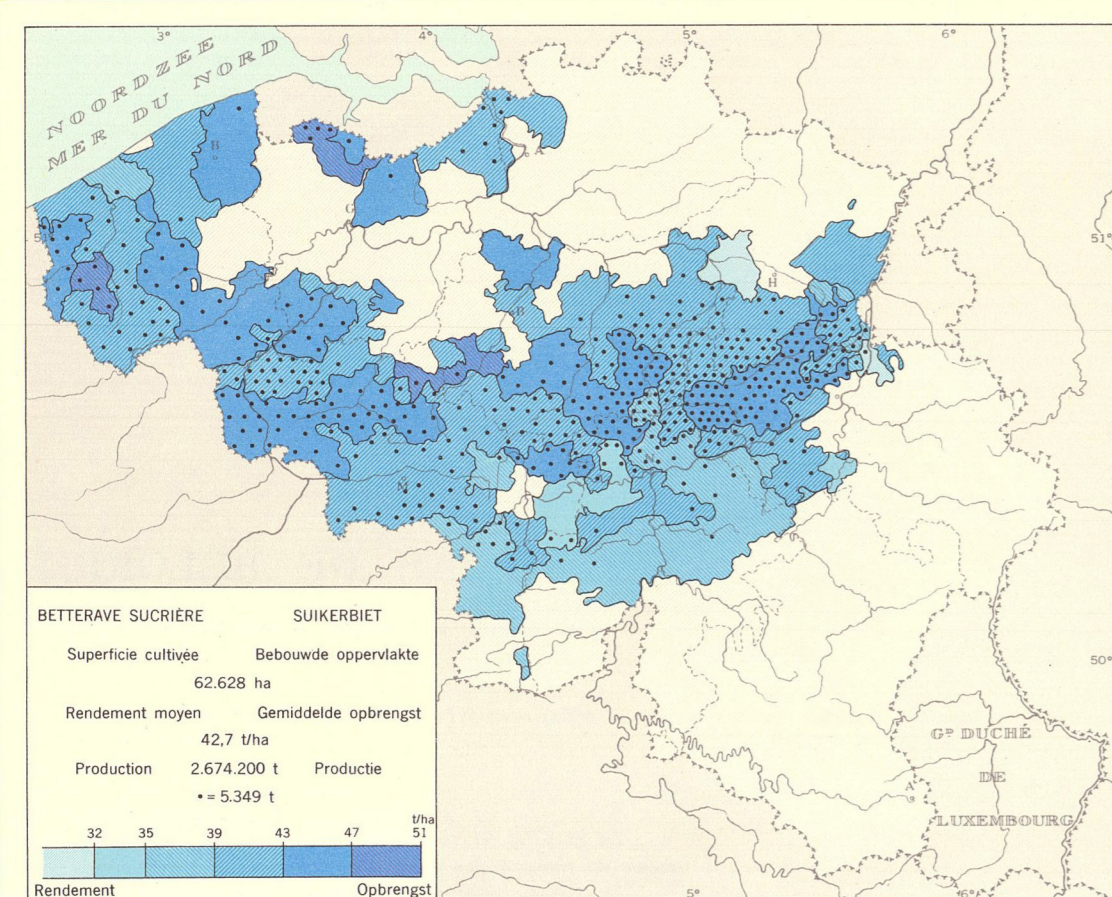 3° 4° 5° 6°
NOORDZEE
MER DU NORD
B
A
G
51°
51°
H
B
N
M
BETTERAVE SUCRIÈRE SUIKERBIET
Superficie cultivée Bebouwde oppervlakte
62.628 ha
Rendement moyen Gemiddelde opbrengst
42,7 t/ha
Production 2.674.200 t Productie
• = 5.349 t
t/ha
32 35 39 43 47 51
Rendement Opbrengst
50°
GD DUCHÉ
DE
A
LUXEMBOURG
5° 6°